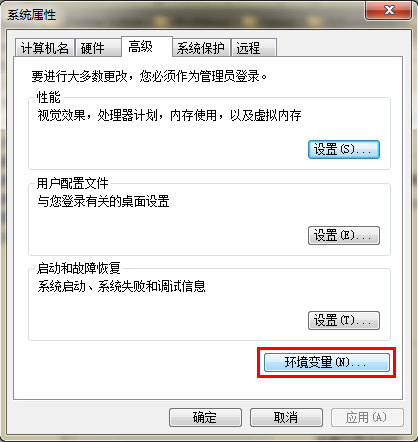 系统属性
计算机名 硬件 高级 系统保护 远程
要进行大多数更改，您必须作为管理员登录。
性能
视觉效果，处理器计划，内存使用，以及虚拟内存
设置(S)...
用户配置文件
与您登录有关的桌面设置
设置(E)...
启动和故障恢复
系统启动、系统失败和调试信息
设置(T)...
环境变量(N)...
确定 取消 应用(A)